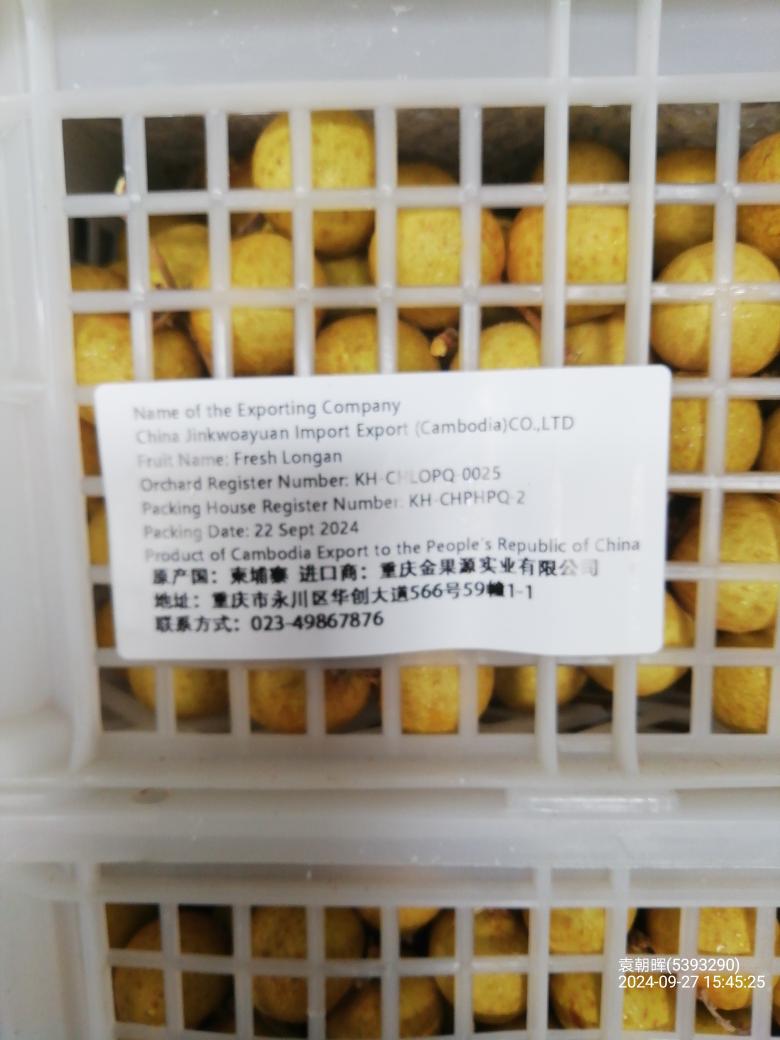 Name of the Exporting Company
China Jinkwoayuan Import Export (Cambodia)CO.,LTD
Fruit Name: Fresh Longan
Orchard Register Number: KH-CHLOPQ-0025
Packing House Register Number: KH-CHPHPQ-2
Packing Date: 22 Sept 2024
Product of Cambodia Export to the People's Republic of China
原产国：柬埔寨 进口商：重庆金果源实业有限公司
地址：重庆市永川区华创大道566号59幢1-1
联系方式：023-49867876
袁朝晖(5393290)
2024-09-27 15:45:25